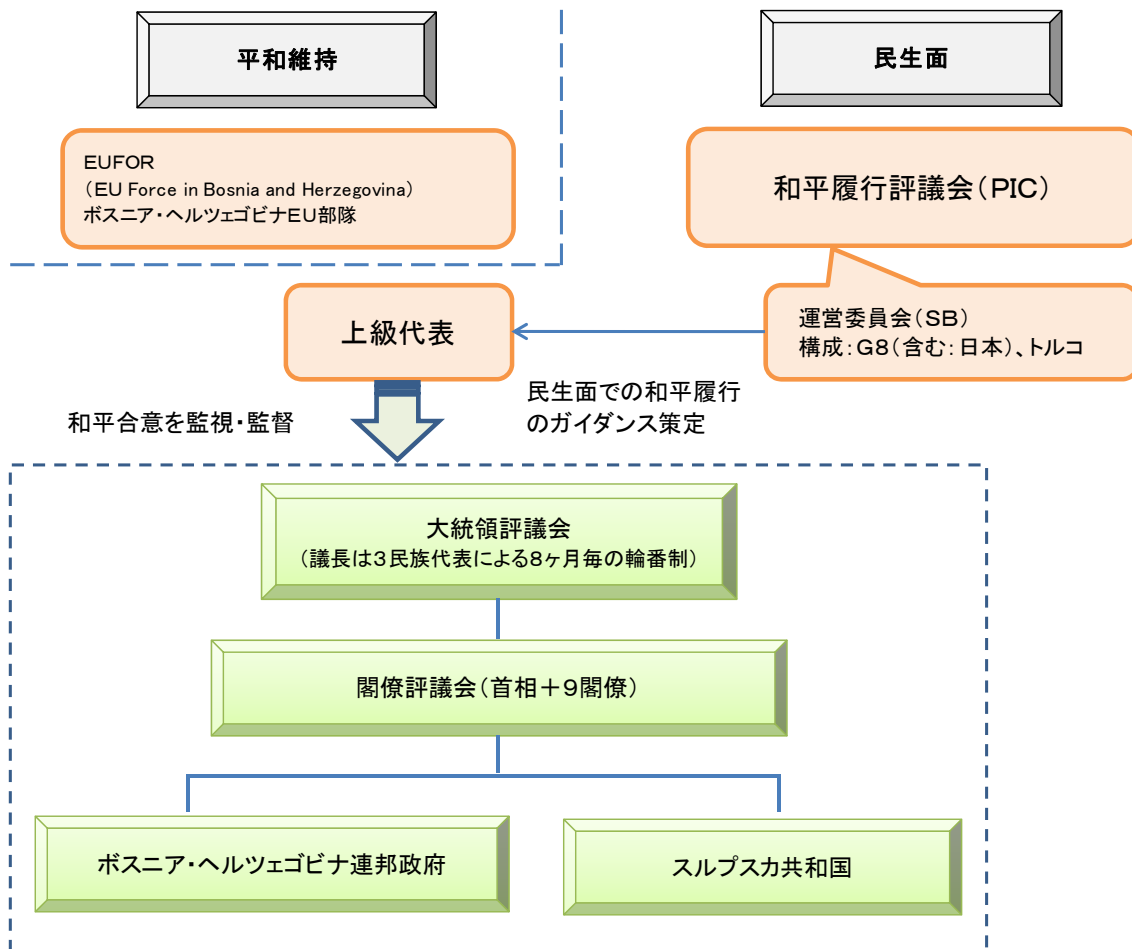 平和維持
民生面
EUFOR
（EU Force in Bosnia and Herzegovina）
ボスニア・ヘルツェゴビナEU部隊
和平履行評議会（PIC）
上級代表
運営委員会（SB）
構成：G8（含む：日本）、トルコ
和平合意を監視・監督
民生面での和平履行
のガイダンス策定
大統領評議会
（議長は3民族代表による8ヶ月毎の輪番制）
閣僚評議会（首相＋9閣僚）
ボスニア・ヘルツェゴビナ連邦政府
スルプスカ共和国